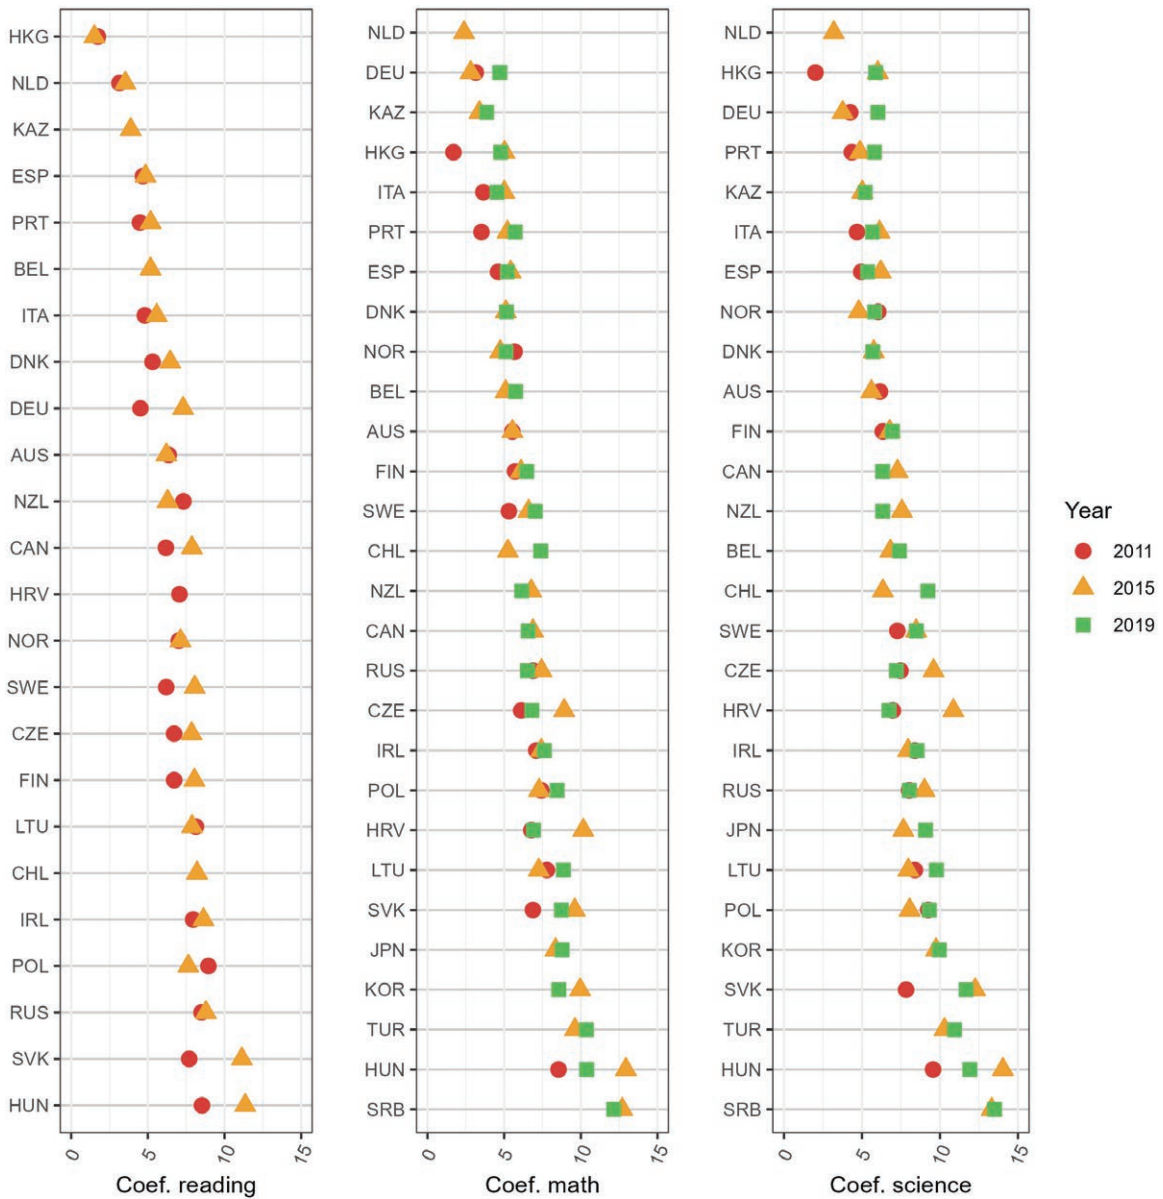 HKG
NLD
KAZ
ESP
PRT
BEL
ITA
DNK
DEU
AUS
NZL
CAN
HRV
NOR
SWE
CZE
FIN
LTU
CHL
IRL
POL
RUS
SVK
HUN
0 5 10 15
Coef. reading
NLD
DEU
KAZ
HKG
ITA
PRT
ESP
DNK
NOR
BEL
AUS
FIN
SWE
CHL
NZL
CAN
RUS
CZE
IRL
POL
HRV
LTU
SVK
JPN
KOR
TUR
HUN
SRB
0 5 10 15
Coef. math
NLD
HKG
DEU
PRT
KAZ
ITA
ESP
NOR
DNK
AUS
FIN
CAN
NZL
BEL
CHL
SWE
CZE
HRV
IRL
RUS
JPN
LTU
POL
KOR
SVK
TUR
HUN
SRB
0 5 10 15
Coef. science
Year
2011
2015
2019